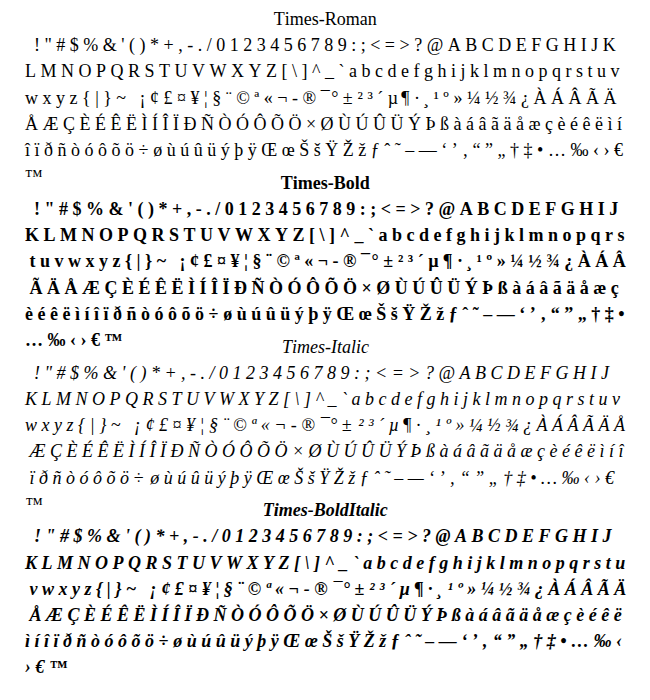 Times-Roman
! " # $ % & ' ( ) * + , - . / 0 1 2 3 4 5 6 7 8 9 : ; < = > ? @ A B C D E F G H I J K
L M N O P Q R S T U V W X Y Z [ \ ] ^ _ ` a b c d e f g h i j k l m n o p q r s t u v
w x y z { | } ~ ¡ ¢ £ ¤ ¥ ¦ § ¨ © ª « ¬ - ® ¯ ° ± ² ³ ´ µ ¶ · ¸ ¹ º » ¼ ½ ¾ ¿ À Á Â Ã Ä
Å Æ Ç È É Ê Ë Ì Í Î Ï Ð Ñ Ò Ó Ô Õ Ö × Ø Ù Ú Û Ü Ý Þ ß à á â ã ä å æ ç è é ê ë ì í
î ï ð ñ ò ó ô õ ö ÷ ø ù ú û ü ý þ ÿ Œ œ Š š Ÿ Ž ž ƒ ˆ ˜ – — ‘ ’ ‚ “ ” „ † ‡ • … ‰ ‹ › €
™
Times-Bold
! " # $ % & ' ( ) * + , - . / 0 1 2 3 4 5 6 7 8 9 : ; < = > ? @ A B C D E F G H I J
K L M N O P Q R S T U V W X Y Z [ \ ] ^ _ ` a b c d e f g h i j k l m n o p q r s
t u v w x y z { | } ~ ¡ ¢ £ ¤ ¥ ¦ § ¨ © ª « ¬ - ® ¯ ° ± ² ³ ´ µ ¶ · ¸ ¹ º » ¼ ½ ¾ ¿ À Á Â
Ã Ä Å Æ Ç È É Ê Ë Ì Í Î Ï Ð Ñ Ò Ó Ô Õ Ö × Ø Ù Ú Û Ü Ý Þ ß à á â ã ä å æ ç
è é ê ë ì í î ï ð ñ ò ó ô õ ö ÷ ø ù ú û ü ý þ ÿ Œ œ Š š Ÿ Ž ž ƒ ˆ ˜ – — ‘ ’ ‚ “ ” „ † ‡ •
… ‰ ‹ › € ™
Times-Italic
! " # $ % & ' ( ) * + , - . / 0 1 2 3 4 5 6 7 8 9 : ; < = > ? @ A B C D E F G H I J
K L M N O P Q R S T U V W X Y Z [ \ ] ^ _ ` a b c d e f g h i j k l m n o p q r s t u v
w x y z { | } ~ ¡ ¢ £ ¤ ¥ ¦ § ¨ © ª « ¬ - ® ¯ ° ± ² ³ ´ µ ¶ · ¸ ¹ º » ¼ ½ ¾ ¿ À Á Â Ã Ä Å
Æ Ç È É Ê Ë Ì Í Î Ï Ð Ñ Ò Ó Ô Õ Ö × Ø Ù Ú Û Ü Ý Þ ß à á â ã ä å æ ç è é ê ë ì í î
ï ð ñ ò ó ô õ ö ÷ ø ù ú û ü ý þ ÿ Œ œ Š š Ÿ Ž ž ƒ ˆ ˜ – — ‘ ’ ‚ “ ” „ † ‡ • … ‰ ‹ › €
™
Times-BoldItalic
! " # $ % & ' ( ) * + , - . / 0 1 2 3 4 5 6 7 8 9 : ; < = > ? @ A B C D E F G H I J
K L M N O P Q R S T U V W X Y Z [ \ ] ^ _ ` a b c d e f g h i j k l m n o p q r s t u
v w x y z { | } ~ ¡ ¢ £ ¤ ¥ ¦ § ¨ © ª « ¬ - ® ¯ ° ± ² ³ ´ µ ¶ · ¸ ¹ º » ¼ ½ ¾ ¿ À Á Â Ã Ä
Å Æ Ç È É Ê Ë Ì Í Î Ï Ð Ñ Ò Ó Ô Õ Ö × Ø Ù Ú Û Ü Ý Þ ß à á â ã ä å æ ç è é ê ë
ì í î ï ð ñ ò ó ô õ ö ÷ ø ù ú û ü ý þ ÿ Œ œ Š š Ÿ Ž ž ƒ ˆ ˜ – — ‘ ’ ‚ “ ” „ † ‡ • … ‰ ‹
› € ™